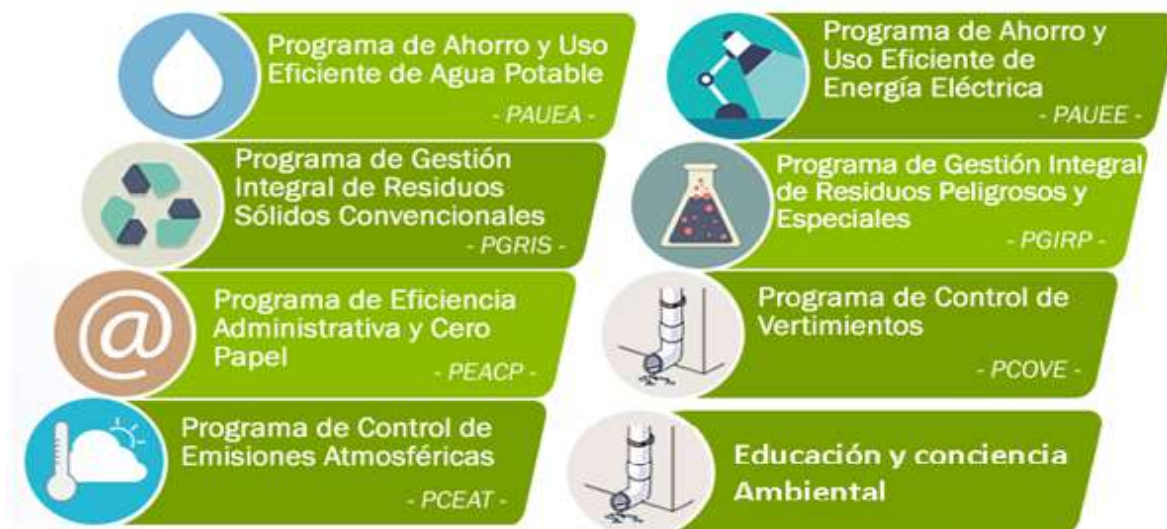 Programa de Ahorro y Uso
Eficiente de Agua Potable
- PAUEA -
Programa de Ahorro y
Uso Eficiente de
Energía Eléctrica
- PAUEE -
Programa de Gestión
Integral de Residuos
Sólidos Convencionales
- PGRIS -
Programa de Gestión Integral
de Residuos Peligrosos y
Especiales
- PGIRP -
@
Programa de Eficiencia
Administrativa y Cero
Papel
- PEACP -
Programa de Control de
Vertimientos
- PCOVE -
Programa de Control de
Emisiones Atmosféricas
- PCEAT -
Educación y conciencia
Ambiental